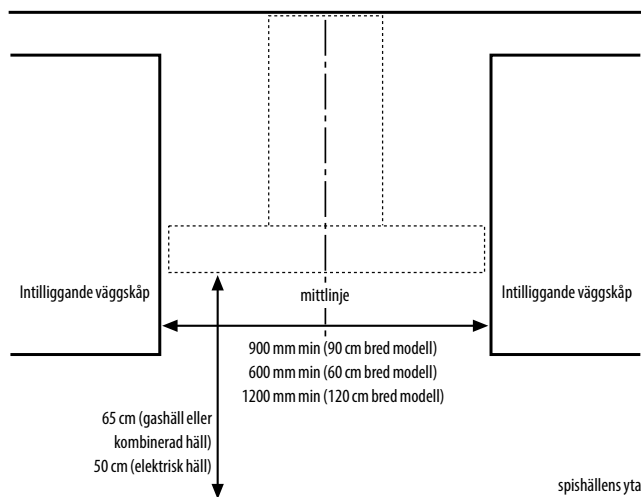 Intilliggande väggskåp
mittlinje
Intilliggande väggskåp
900 mm min (90 cm bred modell)
600 mm min (60 cm bred modell)
1200 mm min (120 cm bred modell)
65 cm (gashäll eller
kombinerad häll)
50 cm (elektrisk häll)
spishällens yta